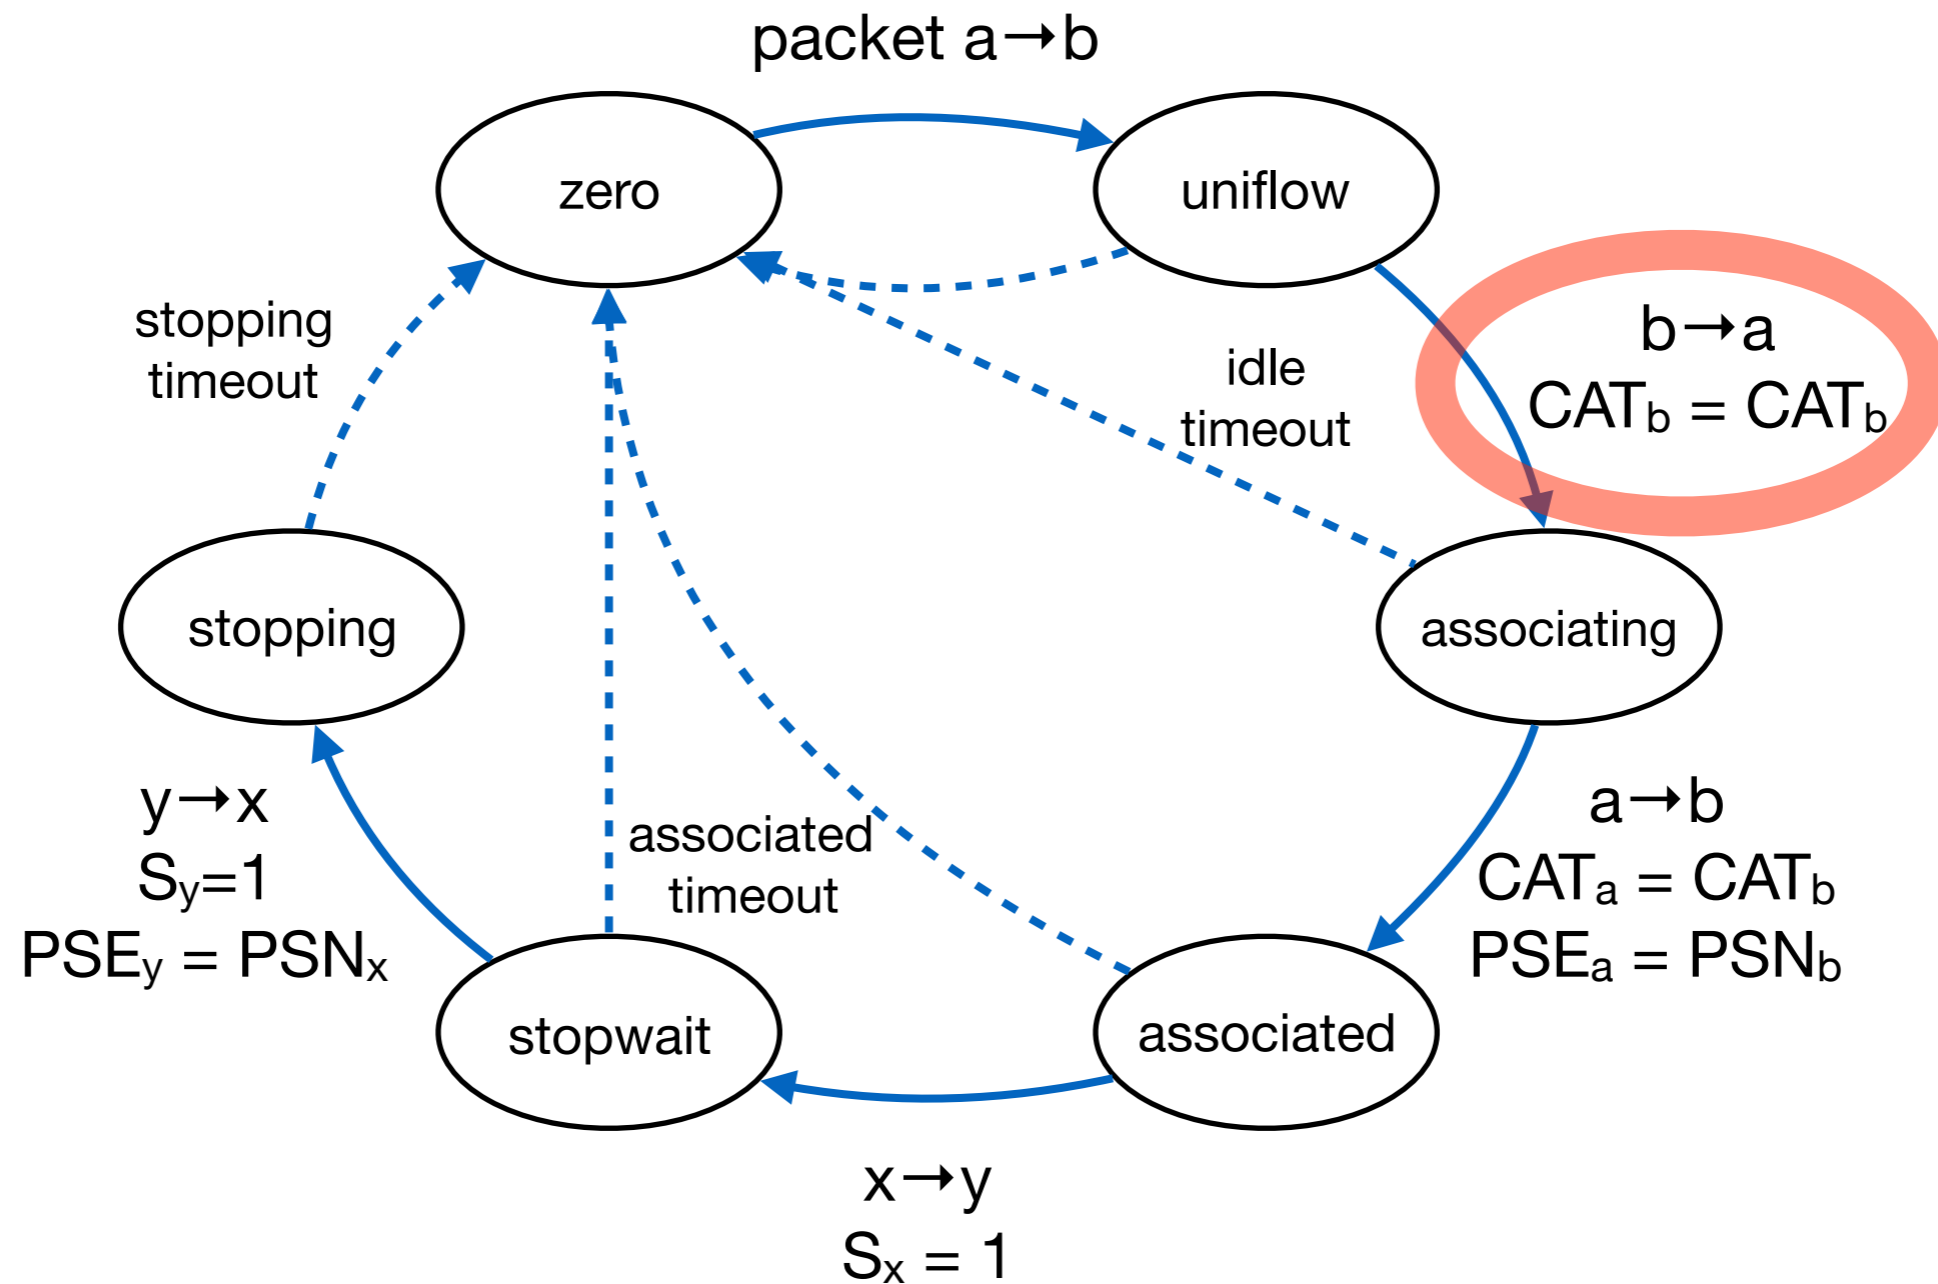 packet a→b
zero
uniflow
stopping
timeout
b→a
CATb = CATb
idle
timeout
stopping
associating
y→x
Sy=1
PSEy = PSNx
associated
timeout
a→b
CATa = CATb
PSEa = PSNb
stopwait
associated
x→y
Sx = 1